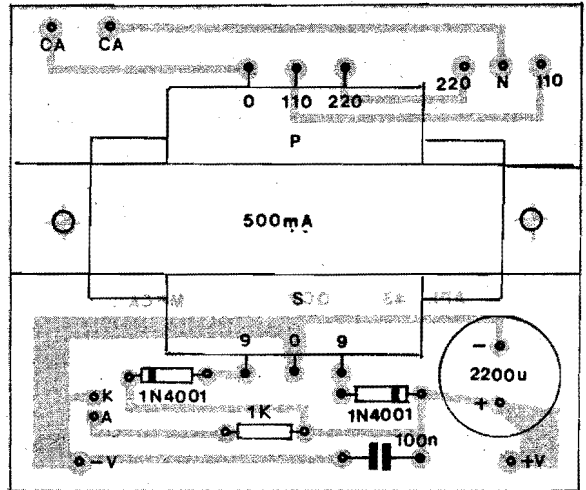 CA CA
220 N 110
0 110 220
P
500mA
S
9 0 9
-
2200u
+
1N4001
1N4001
K
A
1K
100n
-V
+V